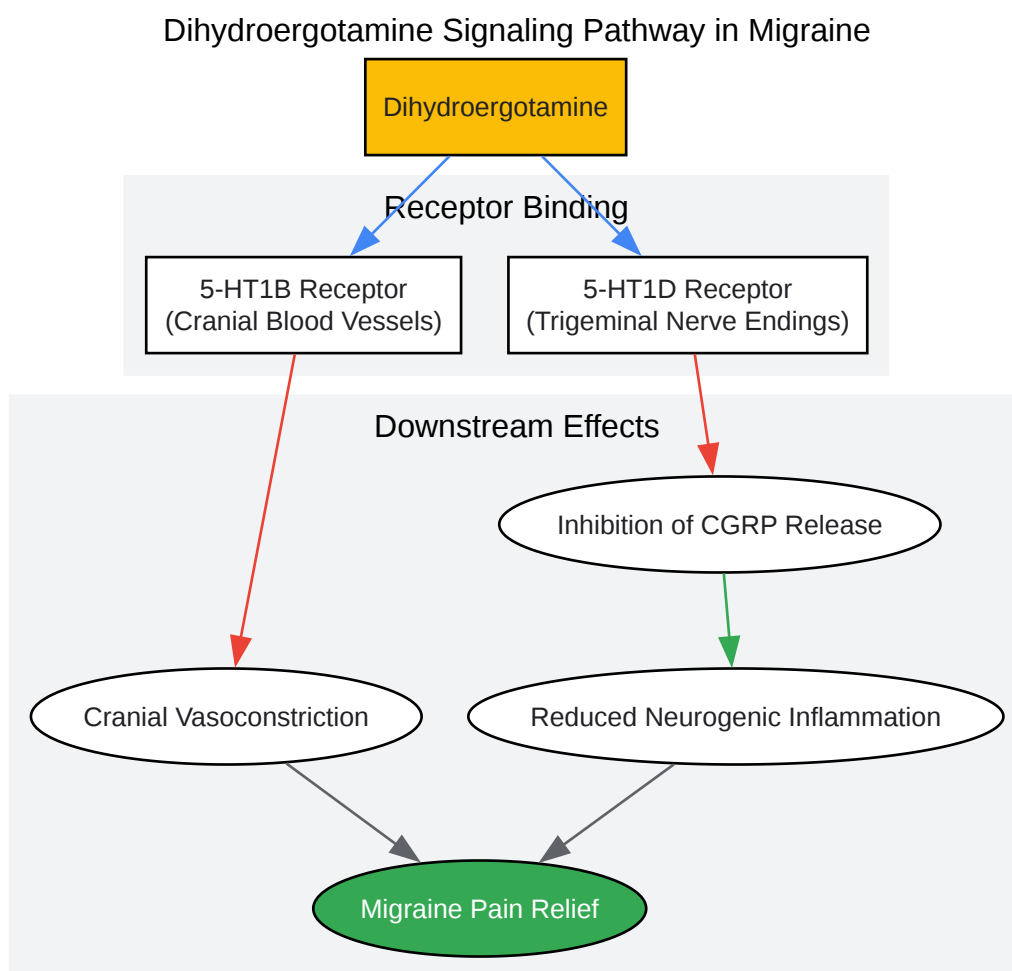 Dihydroergotamine Signaling Pathway in Migraine
Dihydroergotamine
Receptor Binding
5-HT1B Receptor
(Cranial Blood Vessels)
5-HT1D Receptor
(Trigeminal Nerve Endings)
Downstream Effects
Inhibition of CGRP Release
Cranial Vasoconstriction
Reduced Neurogenic Inflammation
Migraine Pain Relief